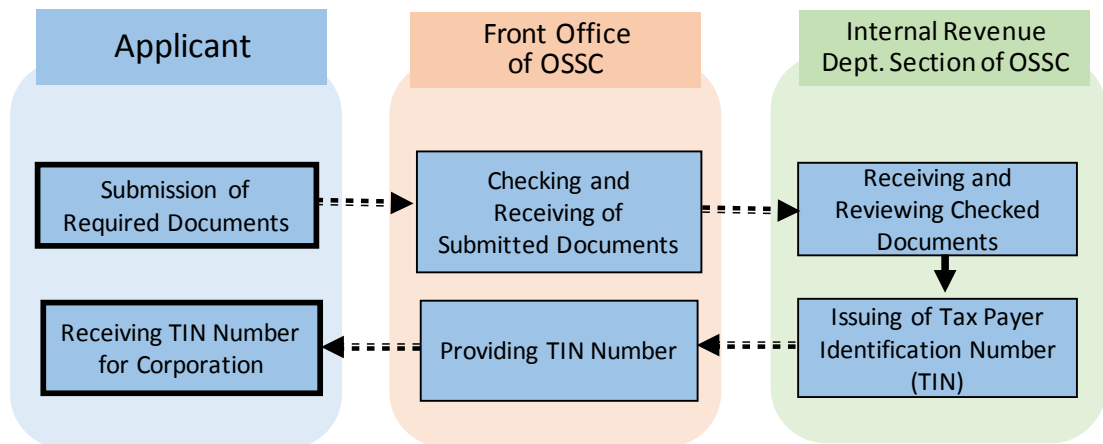 Applicant
Front Office
of OSSC
Internal Revenue
Dept. Section of OSSC
Submission of
Required Documents
Checking and
Receiving of
Submitted Documents
Receiving and
Reviewing Checked
Documents
Receiving TIN Number
for Corporation
Providing TIN Number
Issuing of Tax Payer
Identification Number
(TIN)